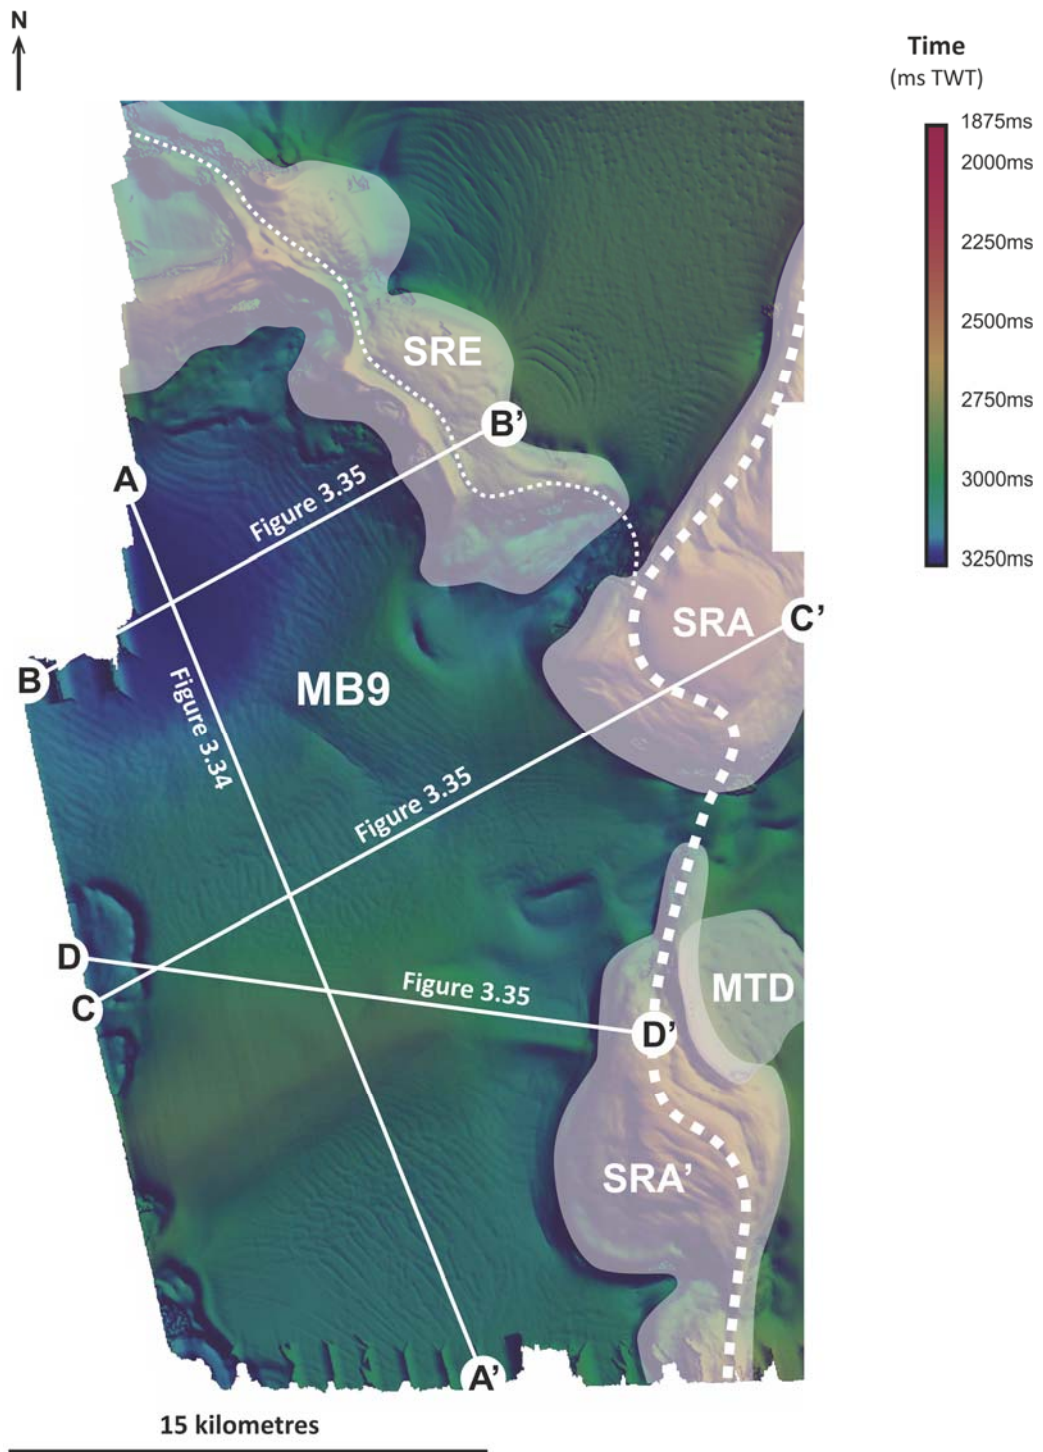 N
Time
(ms TWT)
1875ms
2000ms
2250ms
2500ms
2750ms
3000ms
3250ms
SRE
B’
A
Figure 3.35
SRA
C’
B
MB9
Figure 3.34
Figure 3.35
D
Figure 3.35
MTD
C
D’
SRA’
A’
15 kilometres